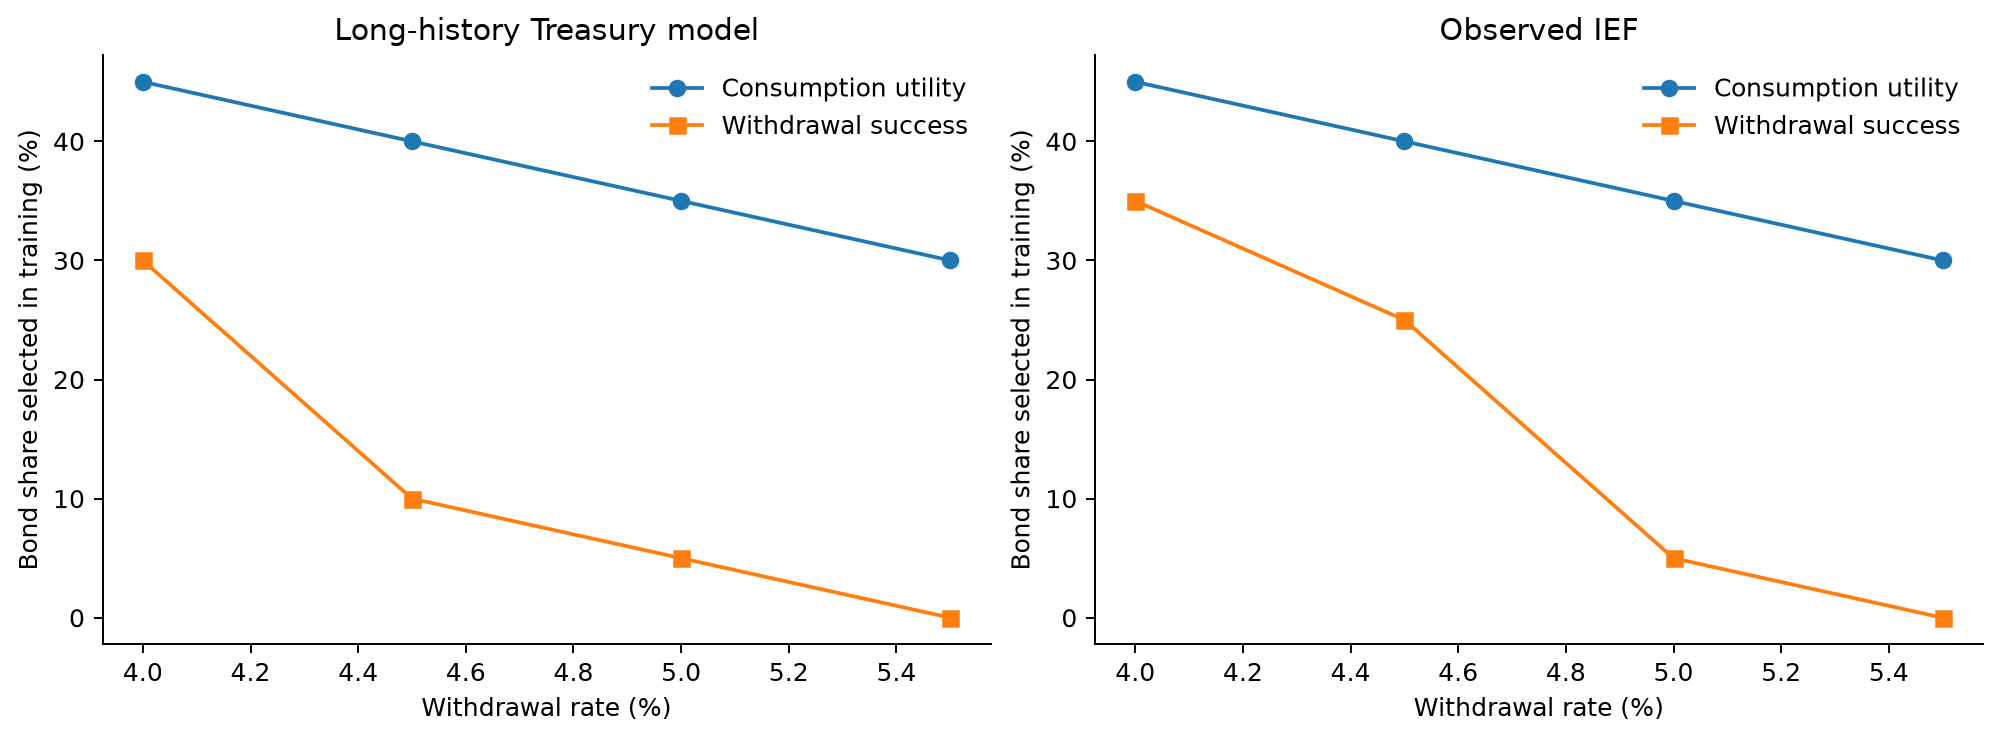 Long-history Treasury model
Bond share selected in training (%)
40
30
20
10
0
Consumption utility
Withdrawal success
4.0 4.2 4.4 4.6 4.8 5.0 5.2 5.4
Withdrawal rate (%)
Observed IEF
Bond share selected in training (%)
40
30
20
10
0
Consumption utility
Withdrawal success
4.0 4.2 4.4 4.6 4.8 5.0 5.2 5.4
Withdrawal rate (%)